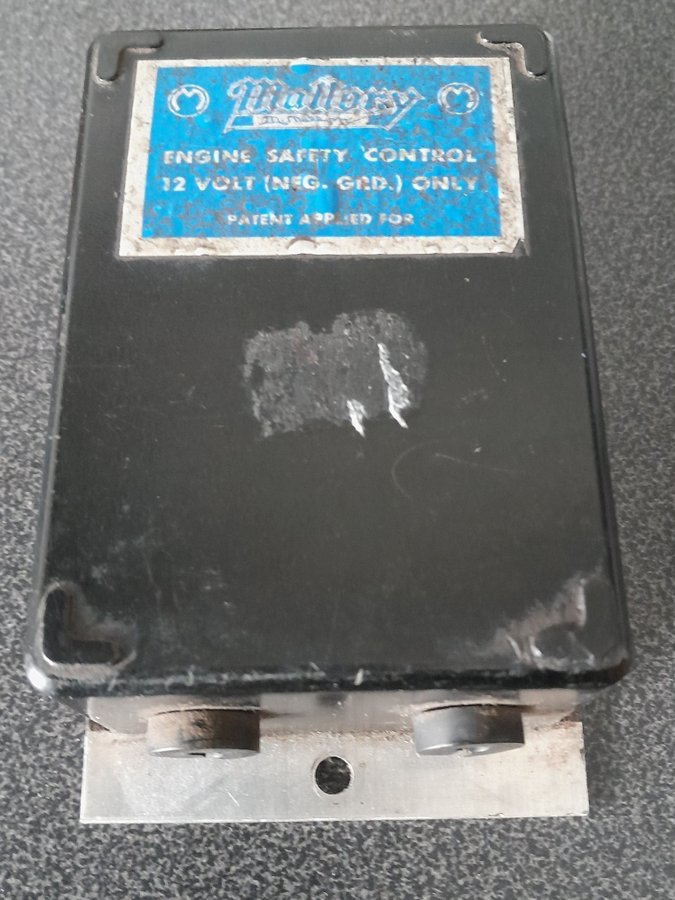 M Mallory M
ENGINE SAFETY CONTROL
12 VOLT (NEG. GRD.) ONLY
PATENT APPLIED FOR